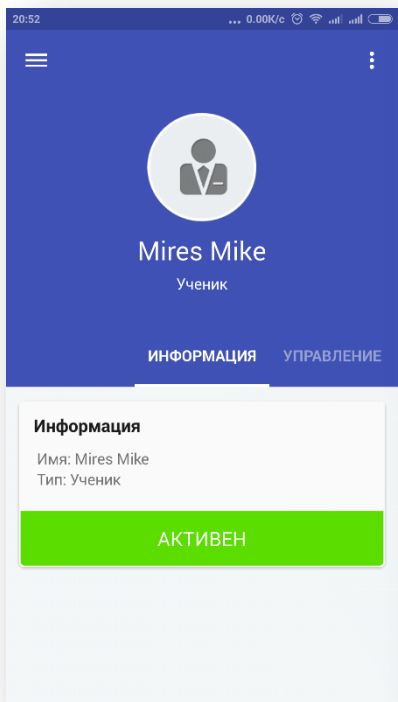 20:52 ... 0.00K/c
Mires Mike
Ученик
ИНФОРМАЦИЯ УПРАВЛЕНИЕ
Информация
Имя: Mires Mike
Тип: Ученик
АКТИВЕН